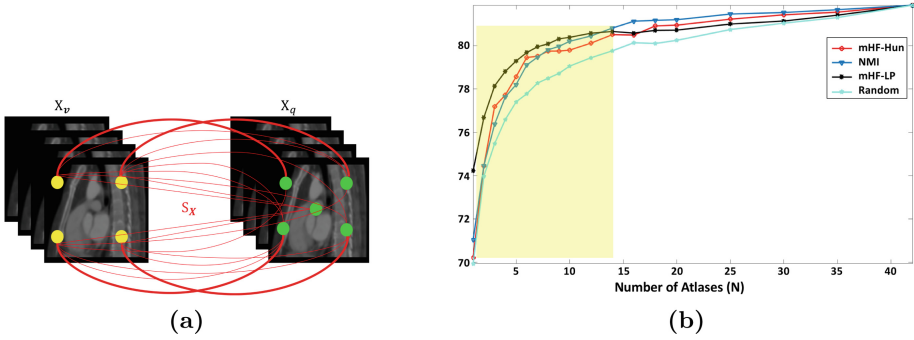 X_v X_q
S_X
(a)
80
78
76
74
72
70
5 10 15 20 25 30 35 40
Number of Atlases (N)
mHF-Hun
NMI
mHF-LP
Random
(b)